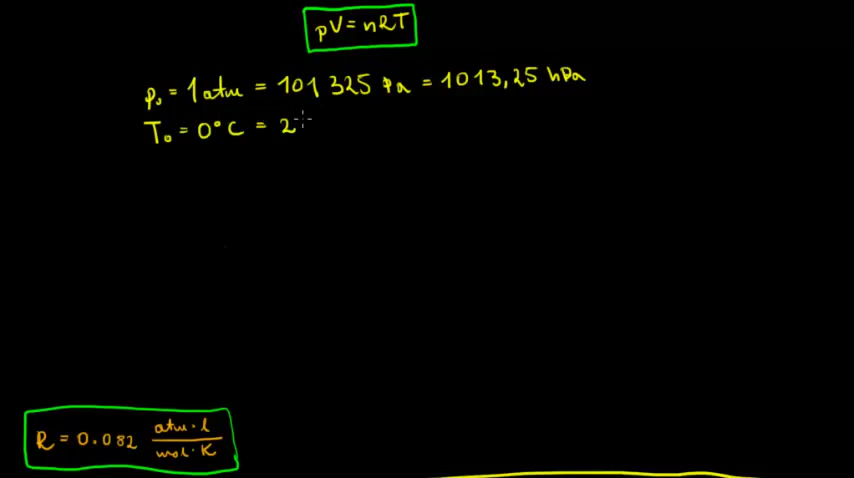 pV = nRT
p₀ = 1 atm = 101 325 Pa = 1013,25 hPa
T₀ = 0°C = 2
R = 0.082 atm·l / mol·K